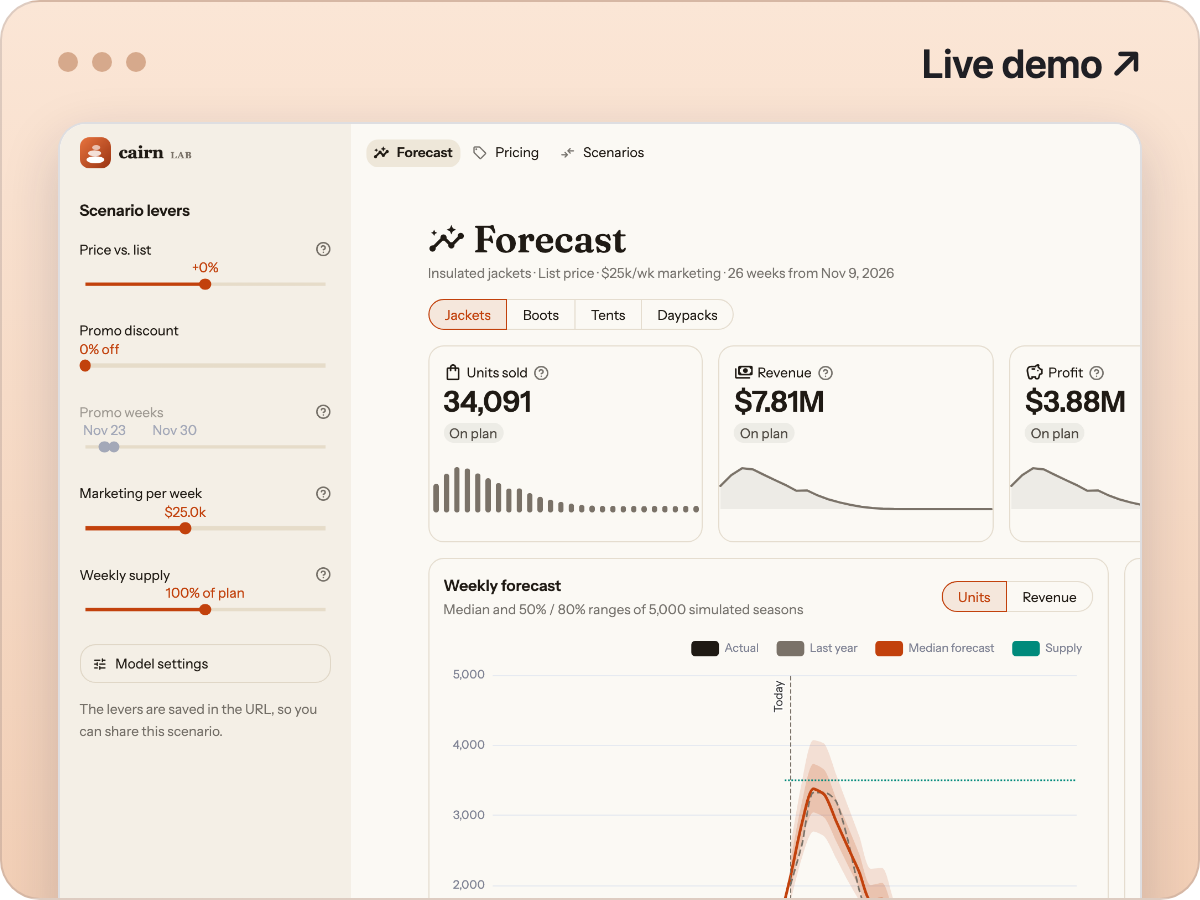 Live demo
cairn LAB
Scenario levers
Price vs. list
+0%
Promo discount
0% off
Promo weeks
Nov 23 Nov 30
Marketing per week
$25.0k
Weekly supply
100% of plan
Model settings
The levers are saved in the URL, so you
can share this scenario.
Forecast Pricing Scenarios
Forecast
Insulated jackets · List price · $25k/wk marketing · 26 weeks from Nov 9, 2026
Jackets Boots Tents Daypacks
Units sold
34,091
On plan
Revenue
$7.81M
On plan
Profit
$3.88M
On plan
Weekly forecast
Median and 50% / 80% ranges of 5,000 simulated seasons
Units Revenue
Actual Last year Median forecast Supply
5,000
Today
4,000
3,000
2,000